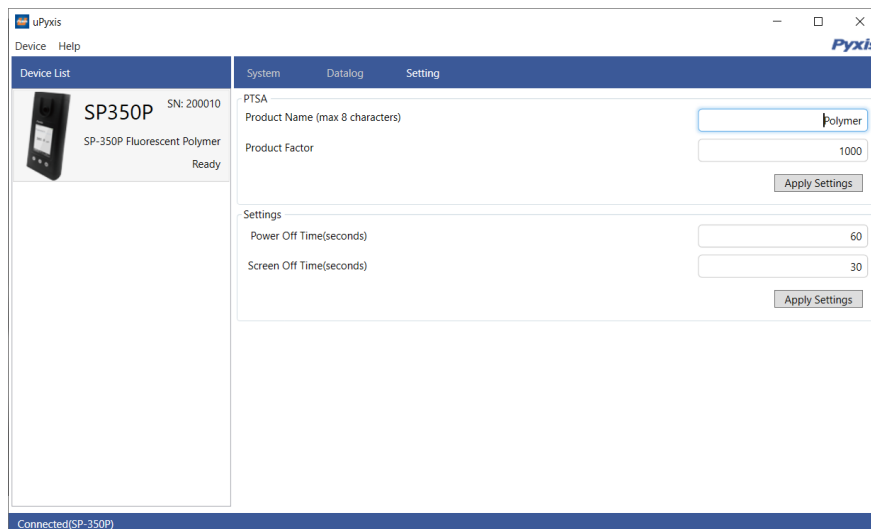 uPyxis
Device Help
Pyxis
Device List
System Datalog Setting
SP350P SN: 200010
SP-350P Fluorescent Polymer
Ready
PTSA
Product Name (max 8 characters) Polymer
Product Factor 1000
Apply Settings
Settings
Power Off Time(seconds) 60
Screen Off Time(seconds) 30
Apply Settings
Connected(SP-350P)